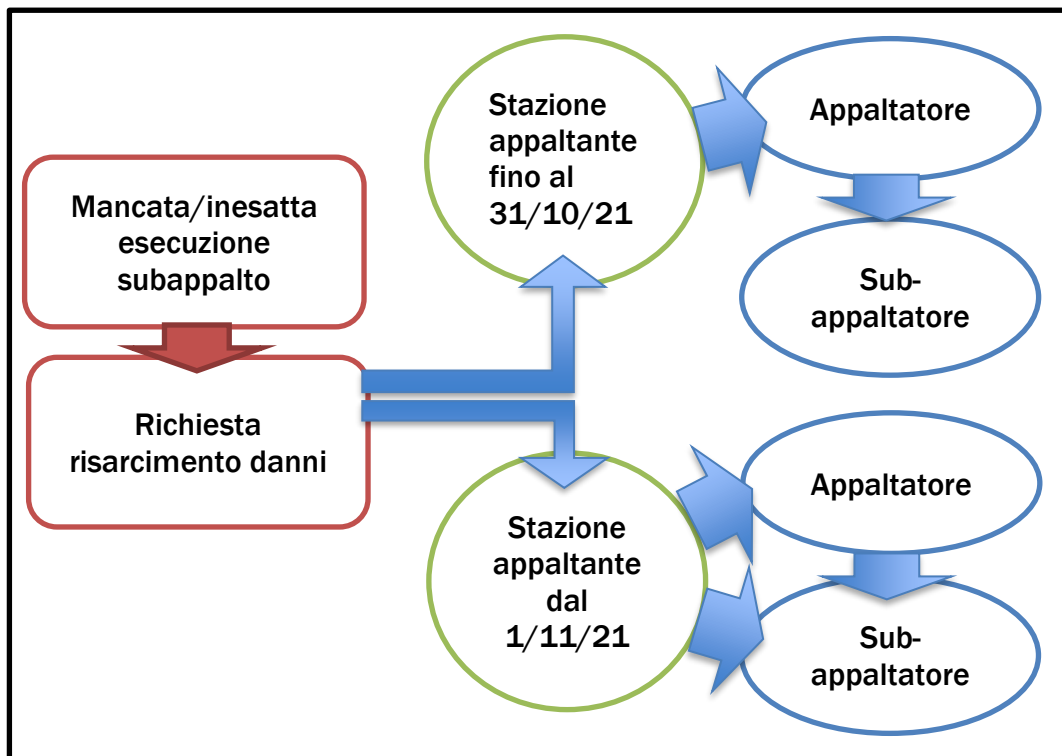 Mancata/inesatta
esecuzione
subappalto
Richiesta
risarcimento danni
Stazione
appaltante
fino al
31/10/21
Appaltatore
Sub-
appaltatore
Stazione
appaltante
dal
1/11/21
Appaltatore
Sub-
appaltatore